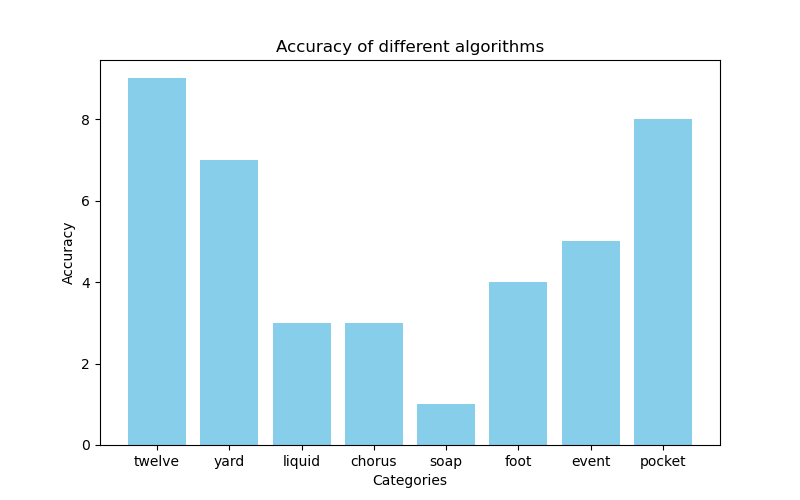 Accuracy of different algorithms
Accuracy
8
6
4
2
0
twelve yard liquid chorus soap foot event pocket
Categories